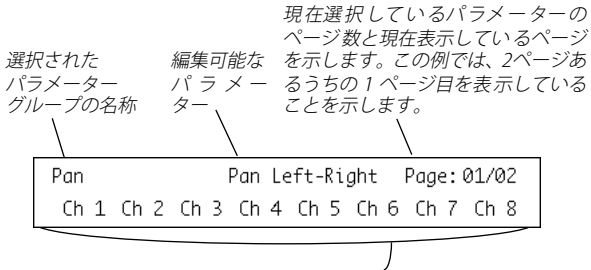 選択された
パラメーター
グループの名称
編集可能な
パラメー
ター
現在選択しているパラメーターの
ページ数と現在表示しているページ
を示します。この例では、2ページあ
るうちの 1 ページ目を表示している
ことを示します。
Pan Pan Left-Right Page:01/02
Ch 1 Ch 2 Ch 3 Ch 4 Ch 5 Ch 6 Ch 7 Ch 8